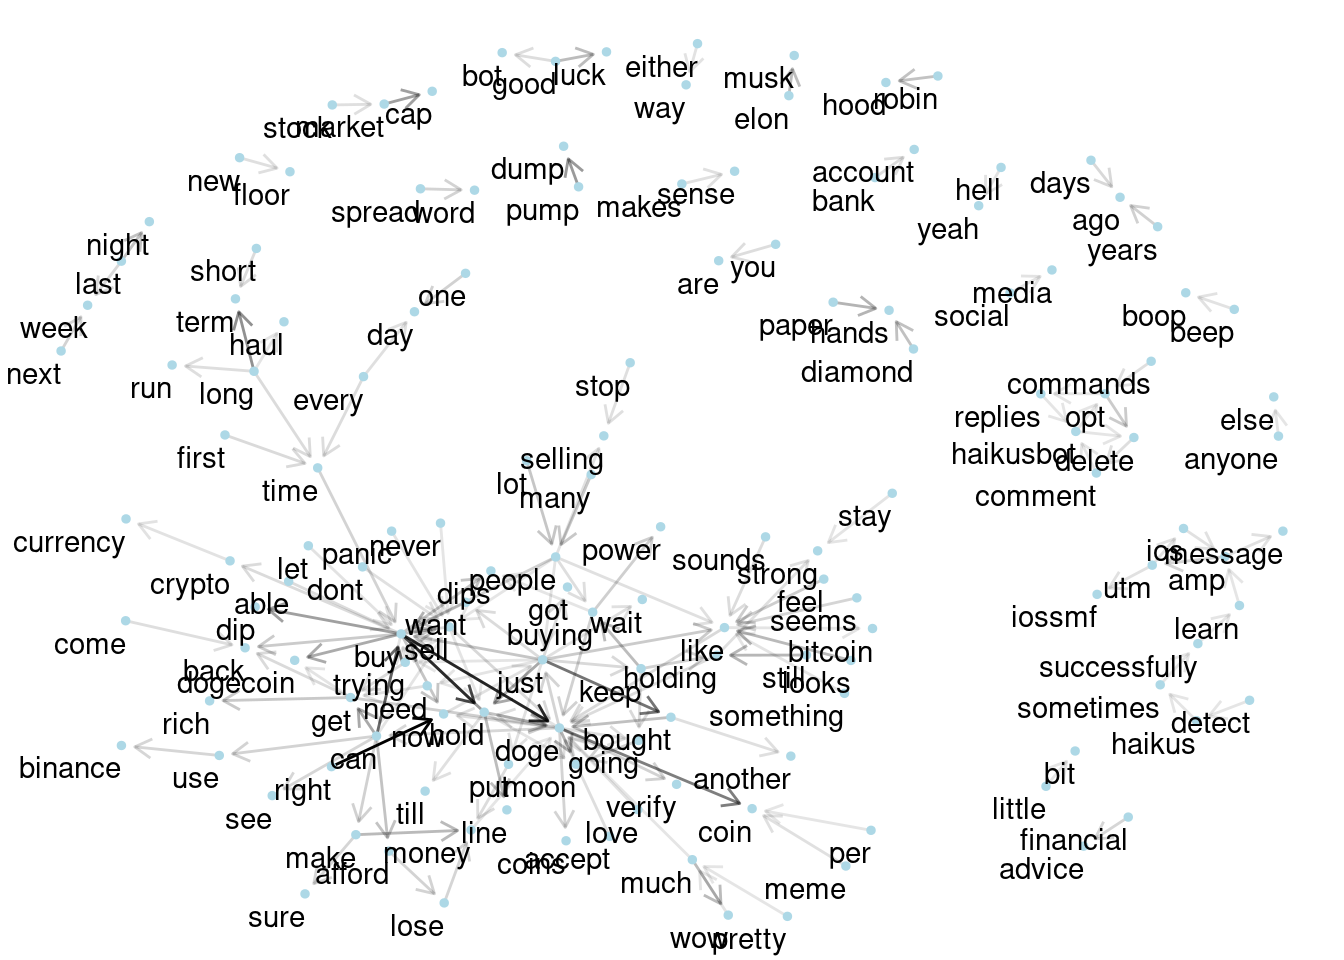 bot
good
luck
either
way
musk
elon
hood
robin
stock
market
cap
new
floor
dump
pump
spread
word
makes
sense
account
bank
hell
yeah
days
ago
years
night
last
week
next
short
term
haul
run
long
one
day
every
are
you
media
social
boop
beep
paper
hands
diamond
stop
commands
replies
opt
haikusbot
delete
comment
else
anyone
first
time
selling
lot
many
stay
currency
crypto
let
panic
never
dont
able
dip
dips
people
power
sounds
strong
got
buying
wait
feel
seems
ios
message
amp
utm
iossmf
learn
successfully
come
back
dogecoin
want
buy
sell
trying
just
keep
holding
like
bitcoin
still
looks
something
sometimes
detect
haikus
rich
get
need
now
hold
binance
use
can
right
see
doge
bought
going
put
moon
another
verify
bit
little
till
line
love
coin
financial
advice
make
money
afford
coins
accept
much
per
meme
sure
lose
wow
pretty